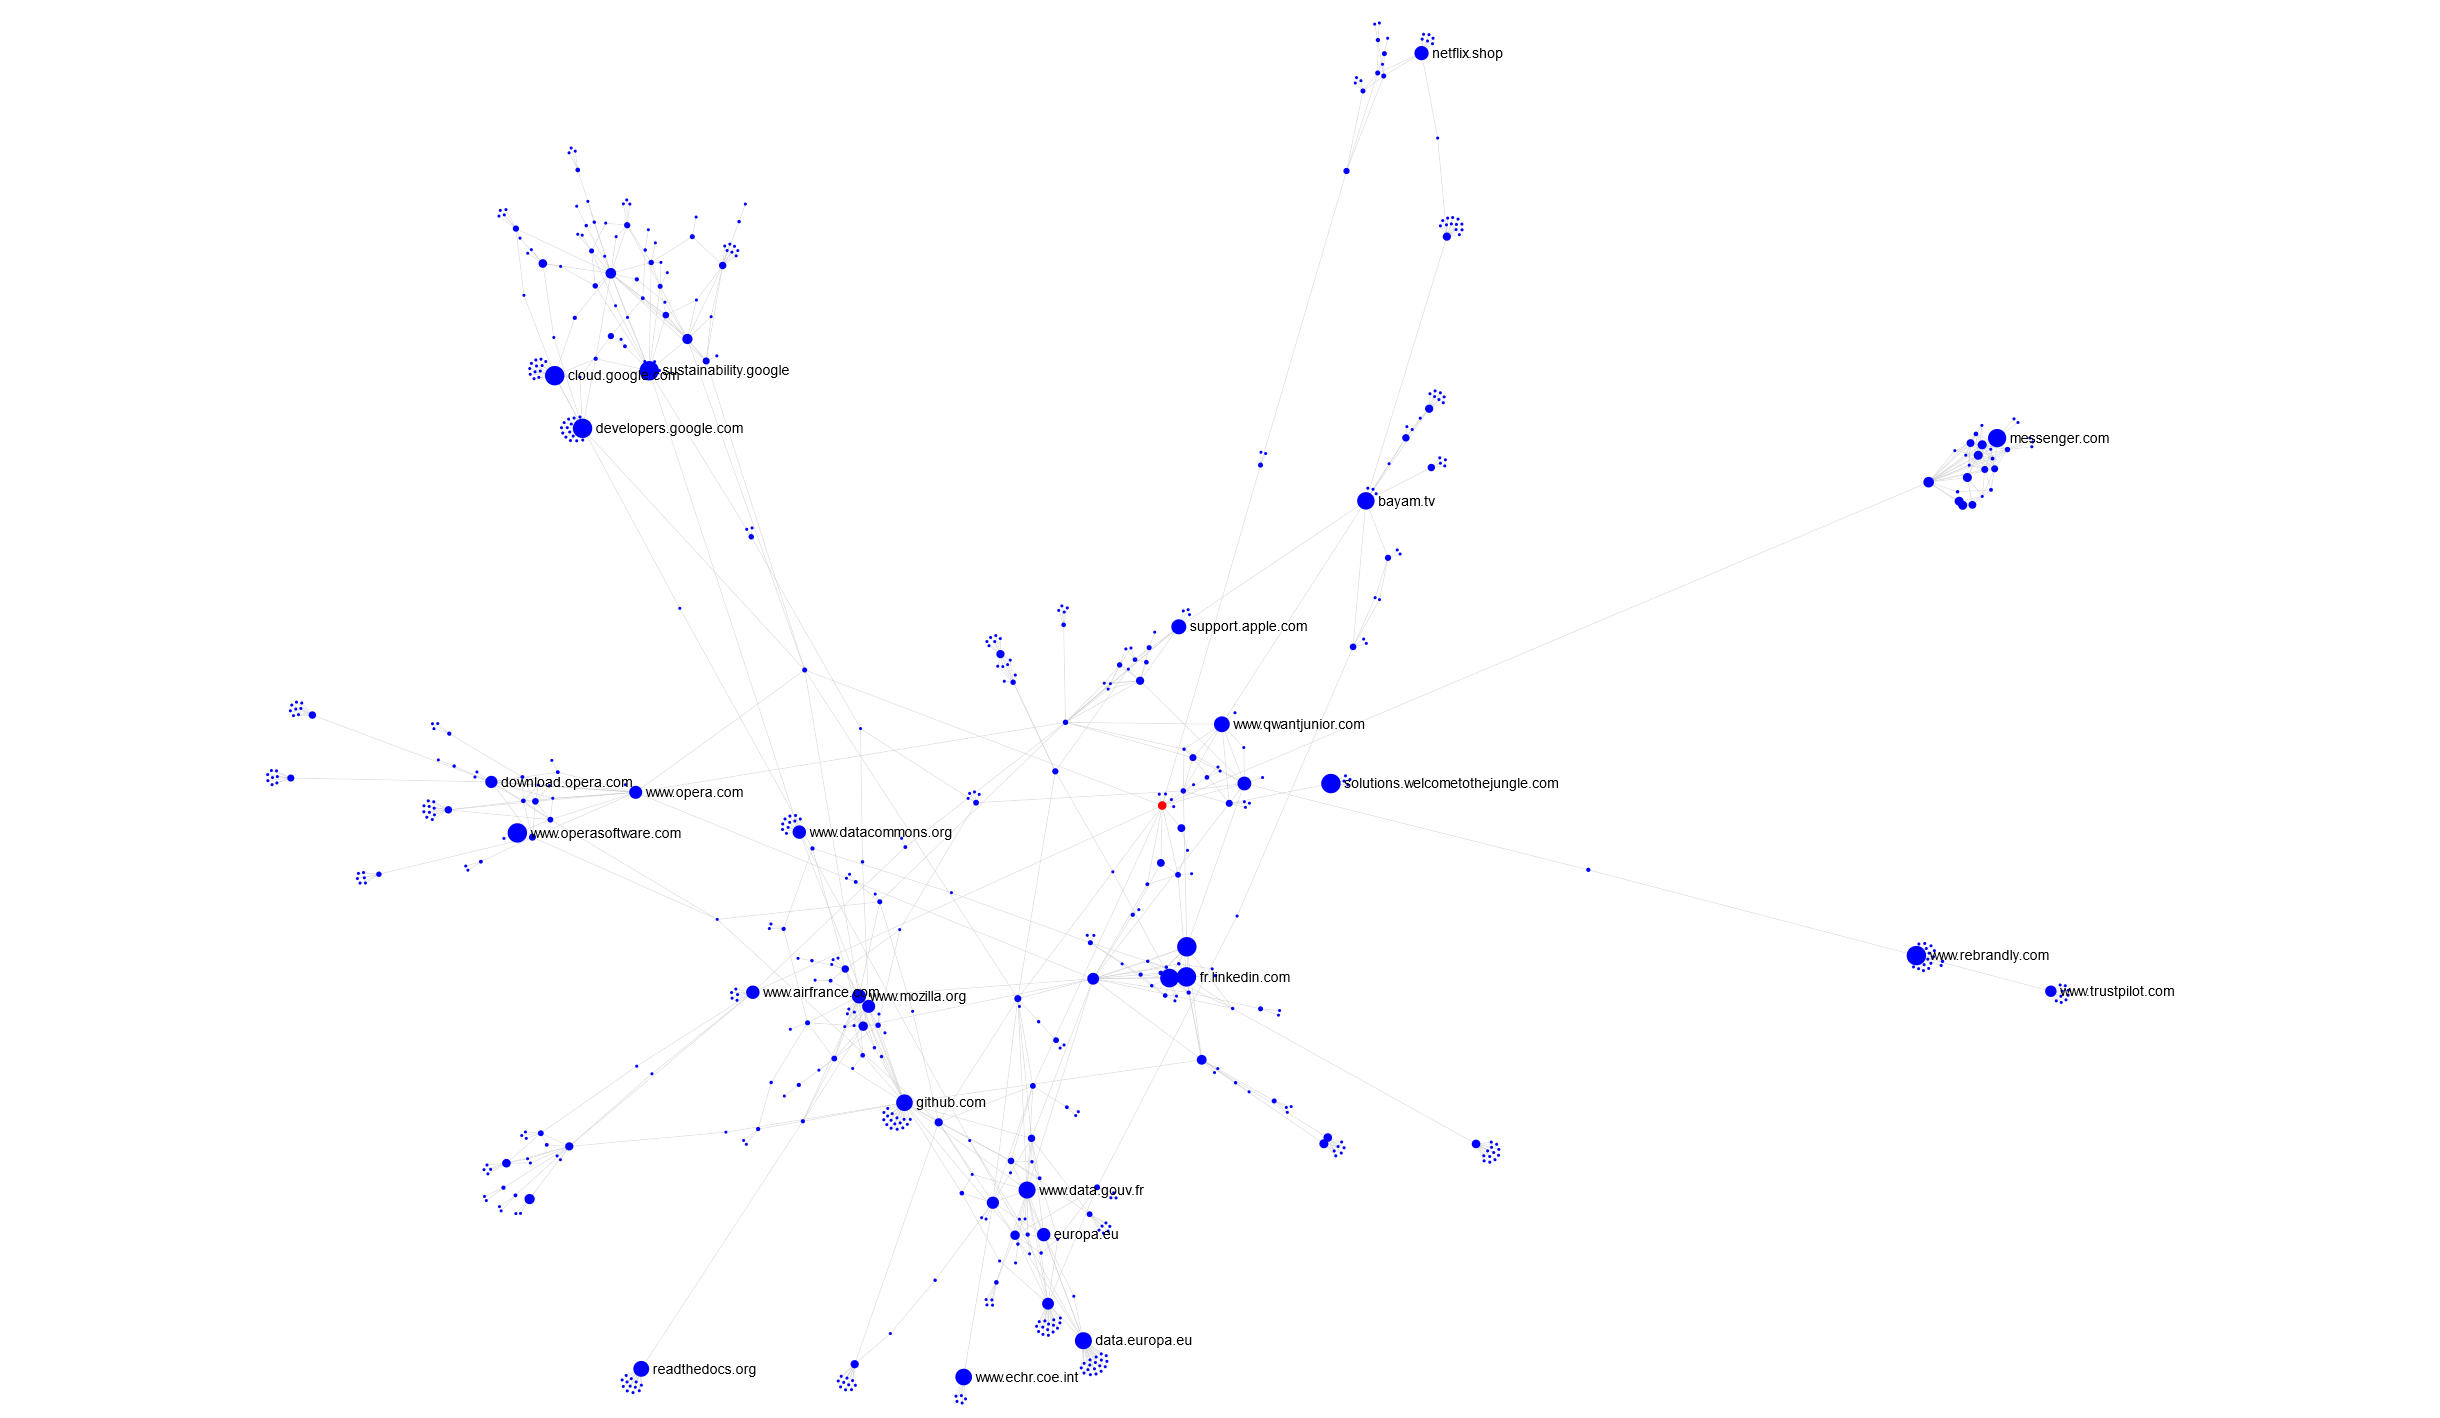 netflix.shop
sustainability.google
cloud.google.com
developers.google.com
messenger.com
bayam.tv
support.apple.com
www.qwantjunior.com
download.opera.com
www.opera.com
solutions.welcometothejungle.com
www.operasoftware.com
www.datacommons.org
www.rebrandly.com
fr.linkedin.com
www.trustpilot.com
www.airfrance.com
www.mozilla.org
github.com
www.data.gouv.fr
europa.eu
data.europa.eu
readthedocs.org
www.echr.coe.int